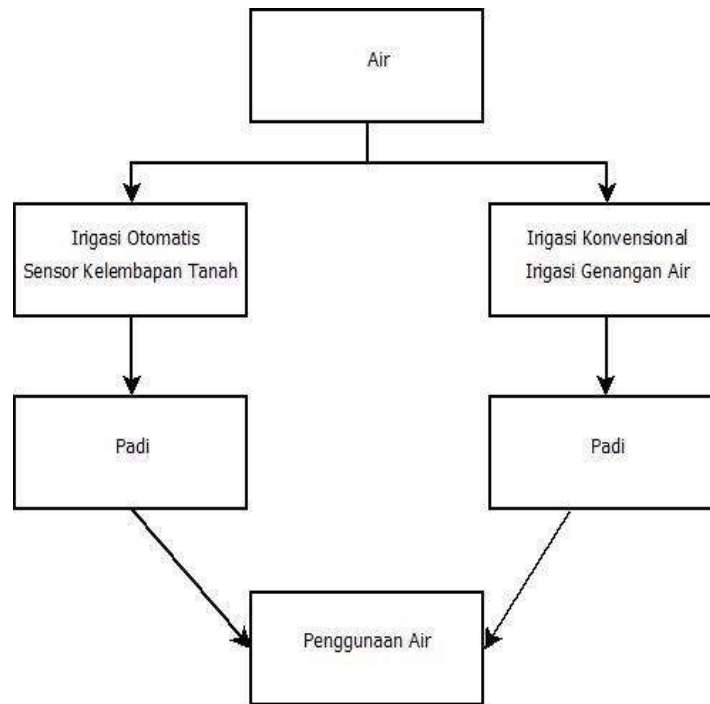 Air
Irigasi Otomatis
Sensor Kelembapan Tanah
Irigasi Konvensional
Irigasi Genangan Air
Padi
Padi
Penggunaan Air